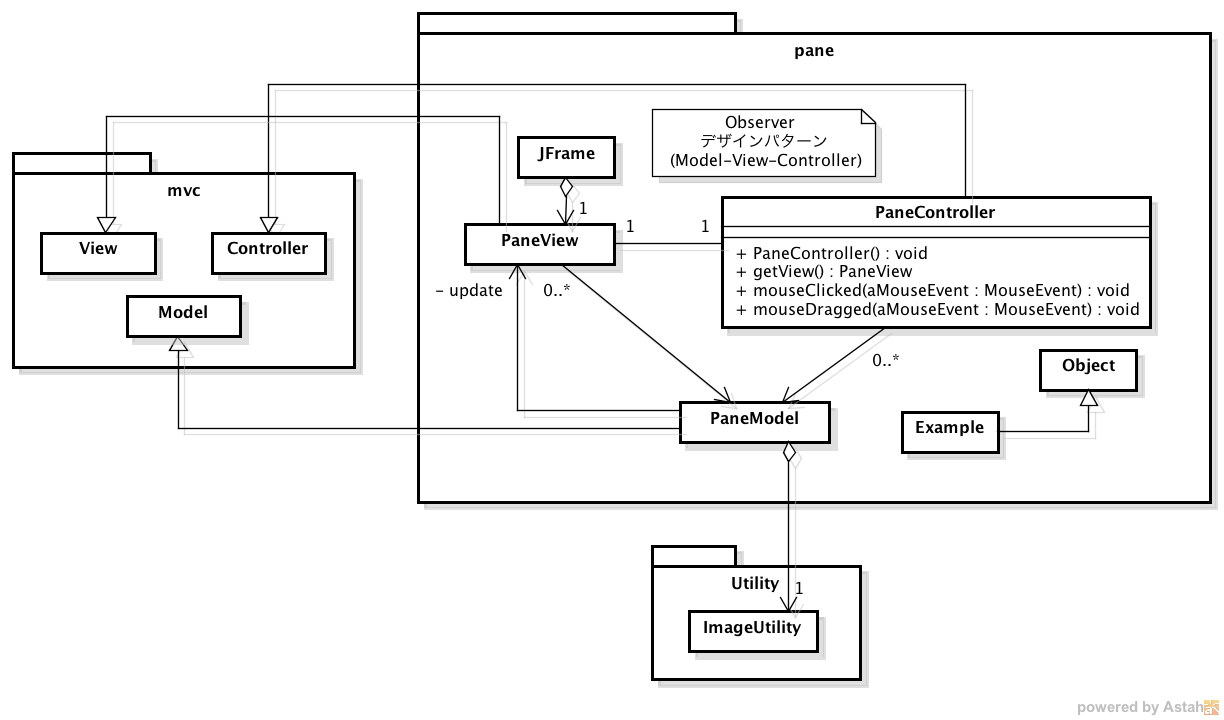 pane
Observer
デザインパターン
(Model-View-Controller)
JFrame
1
mvc
View
Controller
Model
PaneView
1
1
PaneController
+ PaneController() : void
+ getView() : PaneView
+ mouseClicked(aMouseEvent : MouseEvent) : void
+ mouseDragged(aMouseEvent : MouseEvent) : void
- update
0..*
0..*
Object
PaneModel
Example
Utility
1
ImageUtility
powered by Astah